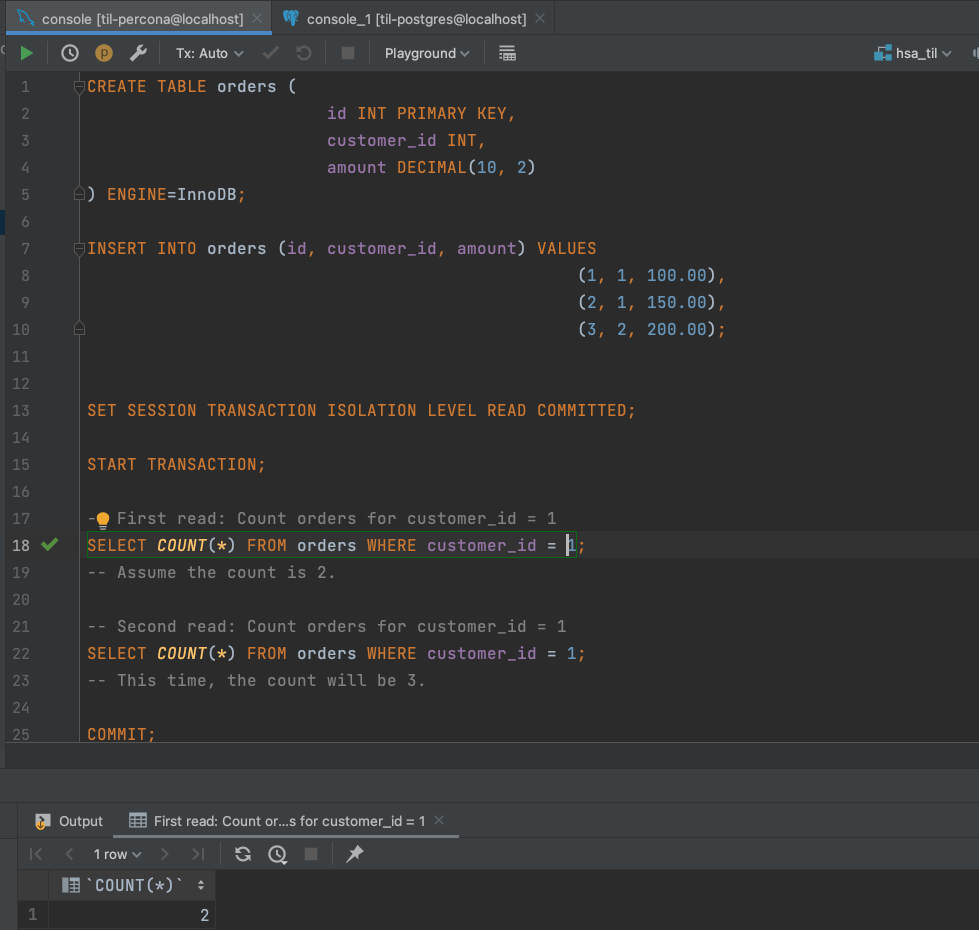 console [til-percona@localhost]
console_1 [til-postgres@localhost]
p
Tx: Auto
Playground
hsa_til
1 CREATE TABLE orders (
2 id INT PRIMARY KEY,
3 customer_id INT,
4 amount DECIMAL(10, 2)
5 ) ENGINE=InnoDB;
6
7 INSERT INTO orders (id, customer_id, amount) VALUES
8 (1, 1, 100.00),
9 (2, 1, 150.00),
10 (3, 2, 200.00);
11
12
13 SET SESSION TRANSACTION ISOLATION LEVEL READ COMMITTED;
14
15 START TRANSACTION;
16
17 - First read: Count orders for customer_id = 1
18 SELECT COUNT(*) FROM orders WHERE customer_id = 1;
19 -- Assume the count is 2.
20
21 -- Second read: Count orders for customer_id = 1
22 SELECT COUNT(*) FROM orders WHERE customer_id = 1;
23 -- This time, the count will be 3.
24
25 COMMIT;
Output
First read: Count or...s for customer_id = 1
1 row
`COUNT(*)`
1 2